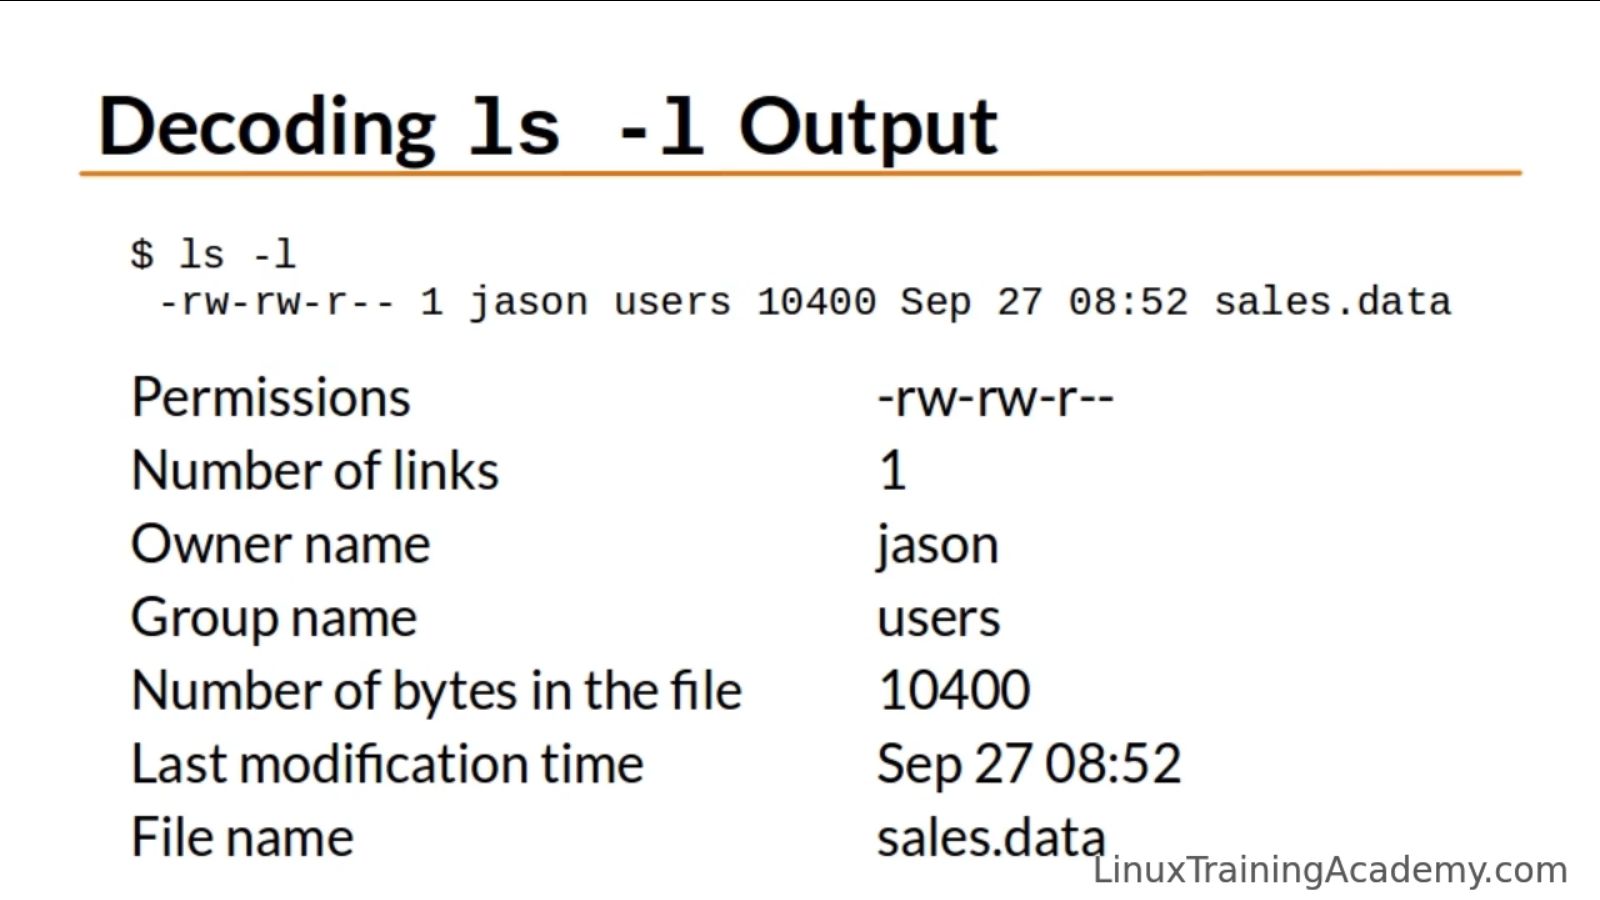 Decoding ls -l Output
$ ls -l
-rw-rw-r-- 1 jason users 10400 Sep 27 08:52 sales.data
Permissions -rw-rw-r--
Number of links 1
Owner name jason
Group name users
Number of bytes in the file 10400
Last modification time Sep 27 08:52
File name sales.data
LinuxTrainingAcademy.com